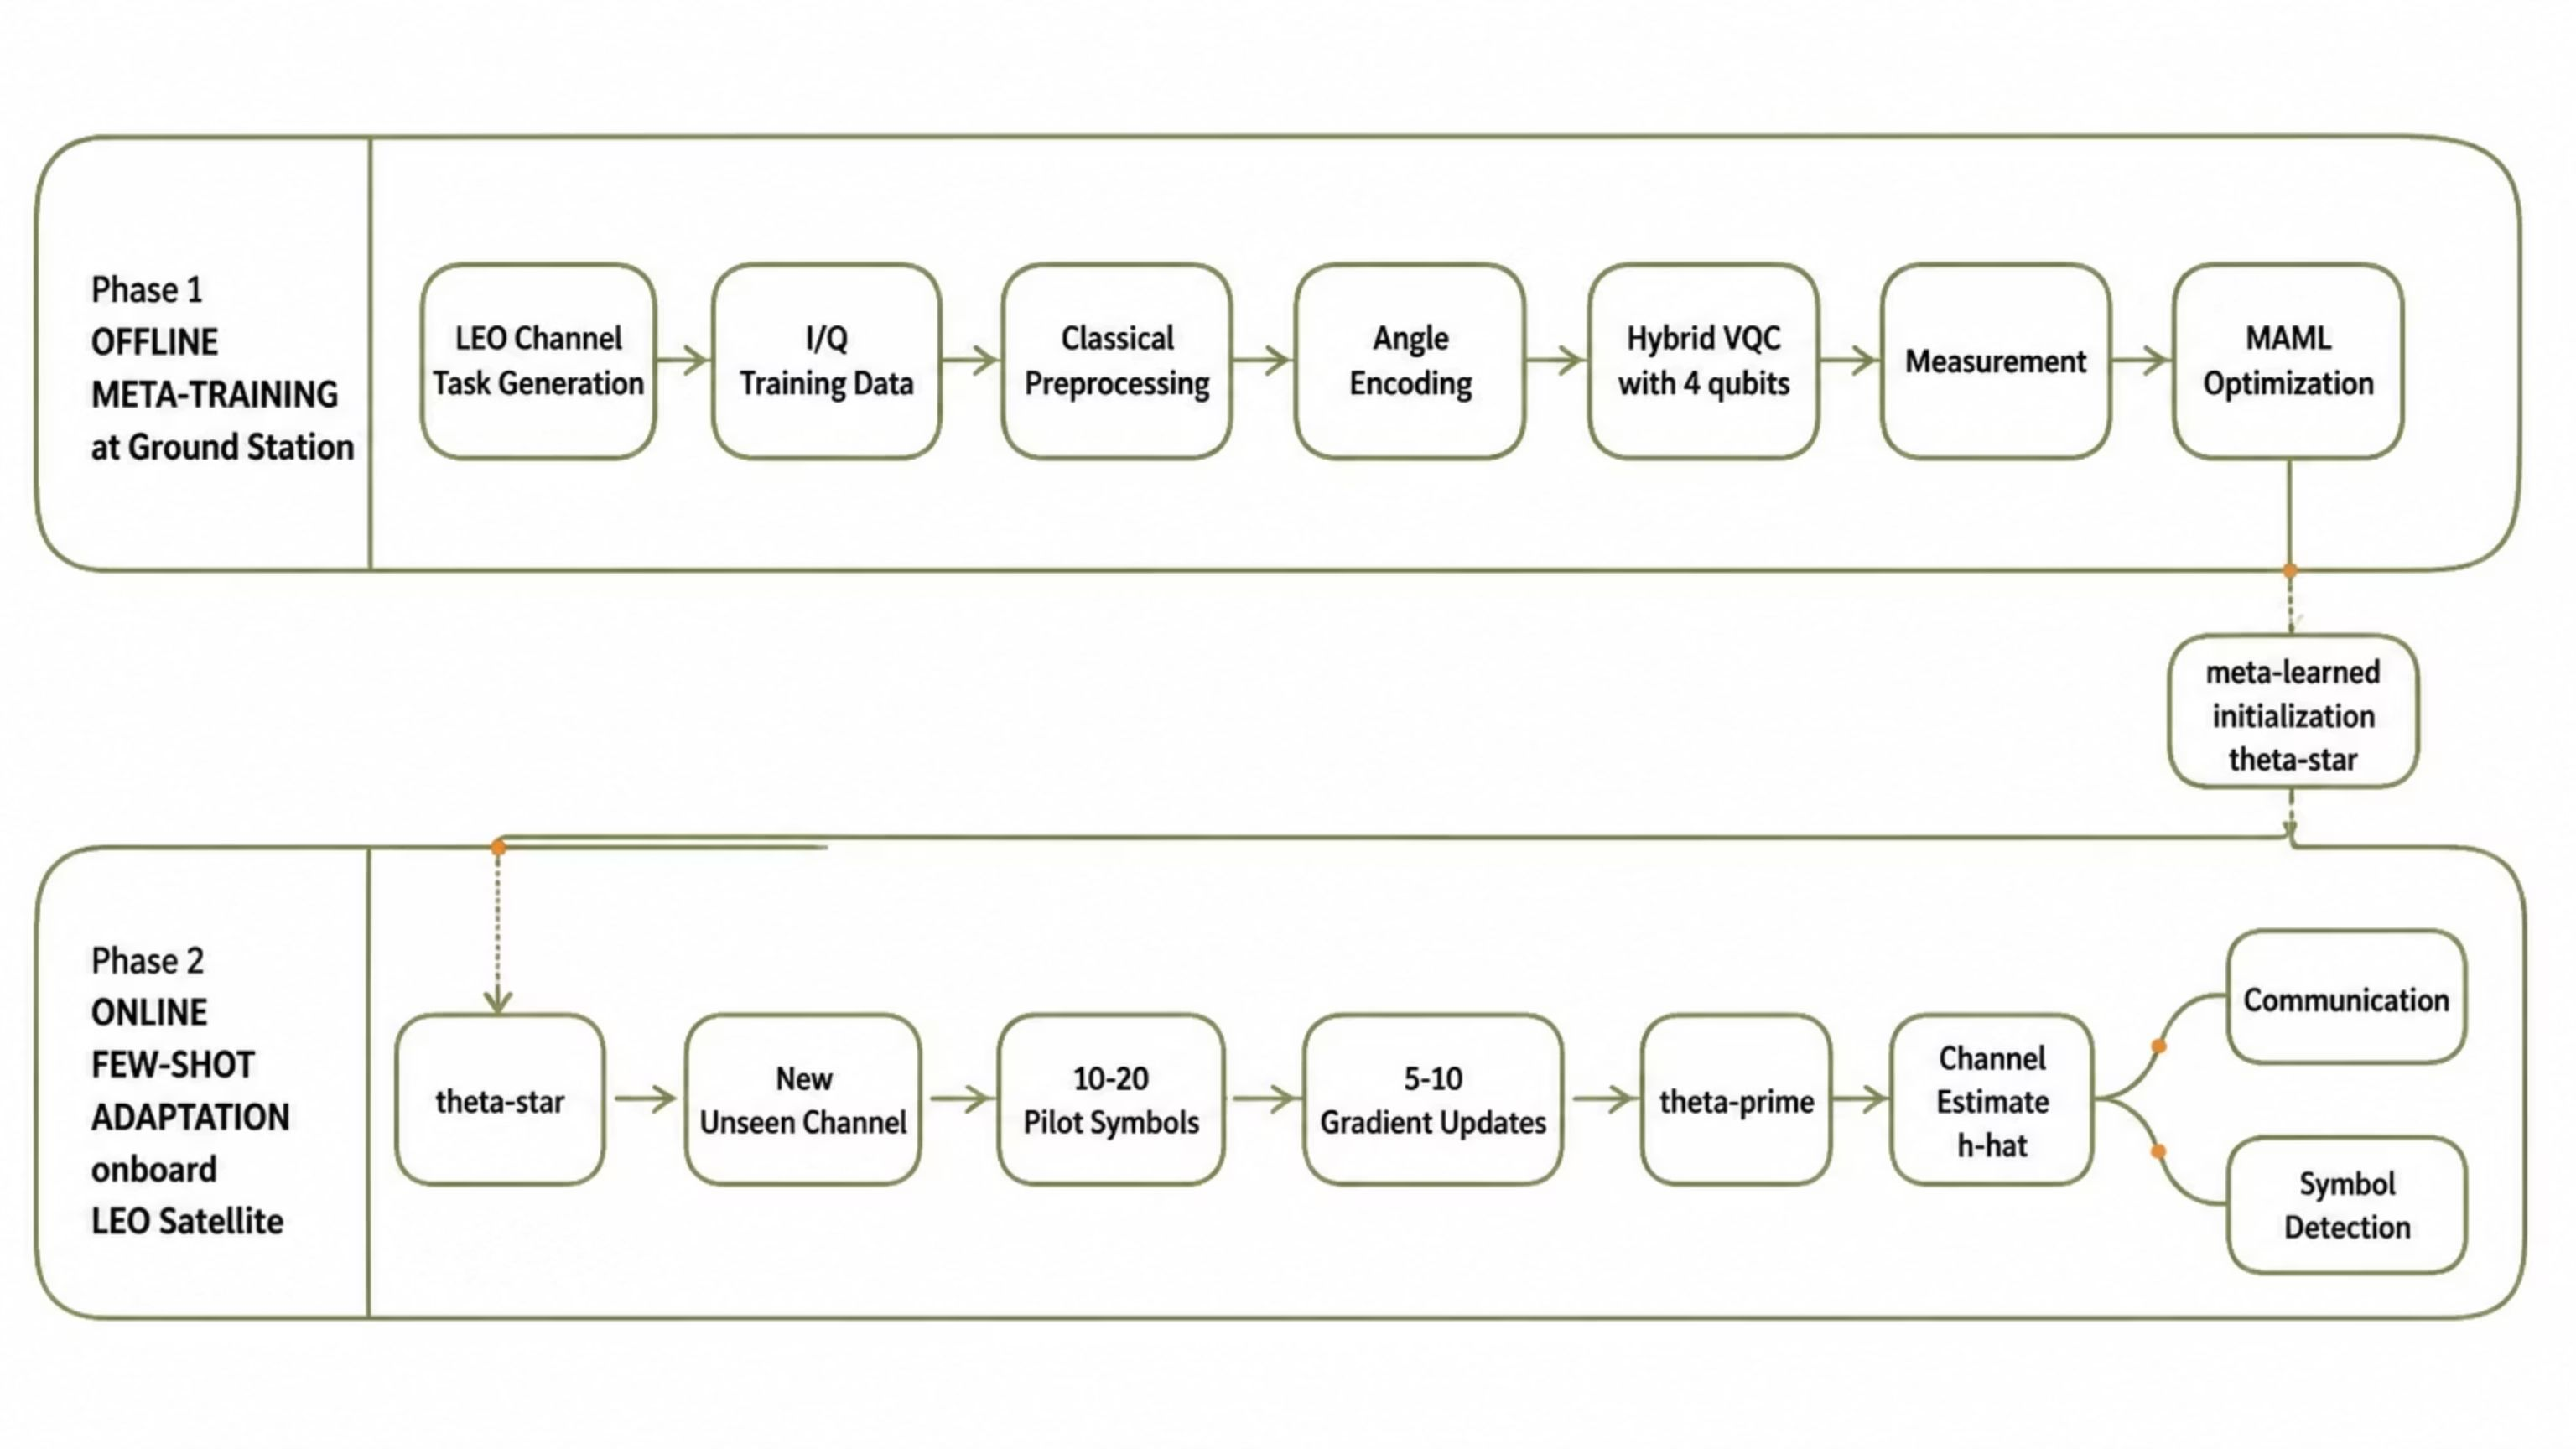 Phase 1
OFFLINE
META-TRAINING
at Ground Station
LEO Channel
Task Generation
I/Q
Training Data
Classical
Preprocessing
Angle
Encoding
Hybrid VQC
with 4 qubits
Measurement
MAML
Optimization
meta-learned
initialization
theta-star
Phase 2
ONLINE
FEW-SHOT
ADAPTATION
onboard
LEO Satellite
theta-star
New
Unseen Channel
10-20
Pilot Symbols
5-10
Gradient Updates
theta-prime
Channel
Estimate
h-hat
Communication
Symbol
Detection